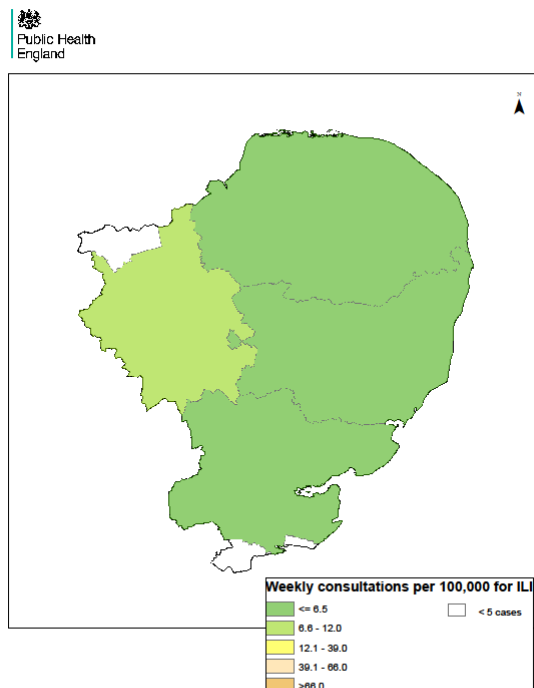 Public Health
England
N
Weekly consultations per 100,000 for ILI
<= 6.5
< 5 cases
6.6 - 12.0
12.1 - 39.0
39.1 - 66.0
>66.0